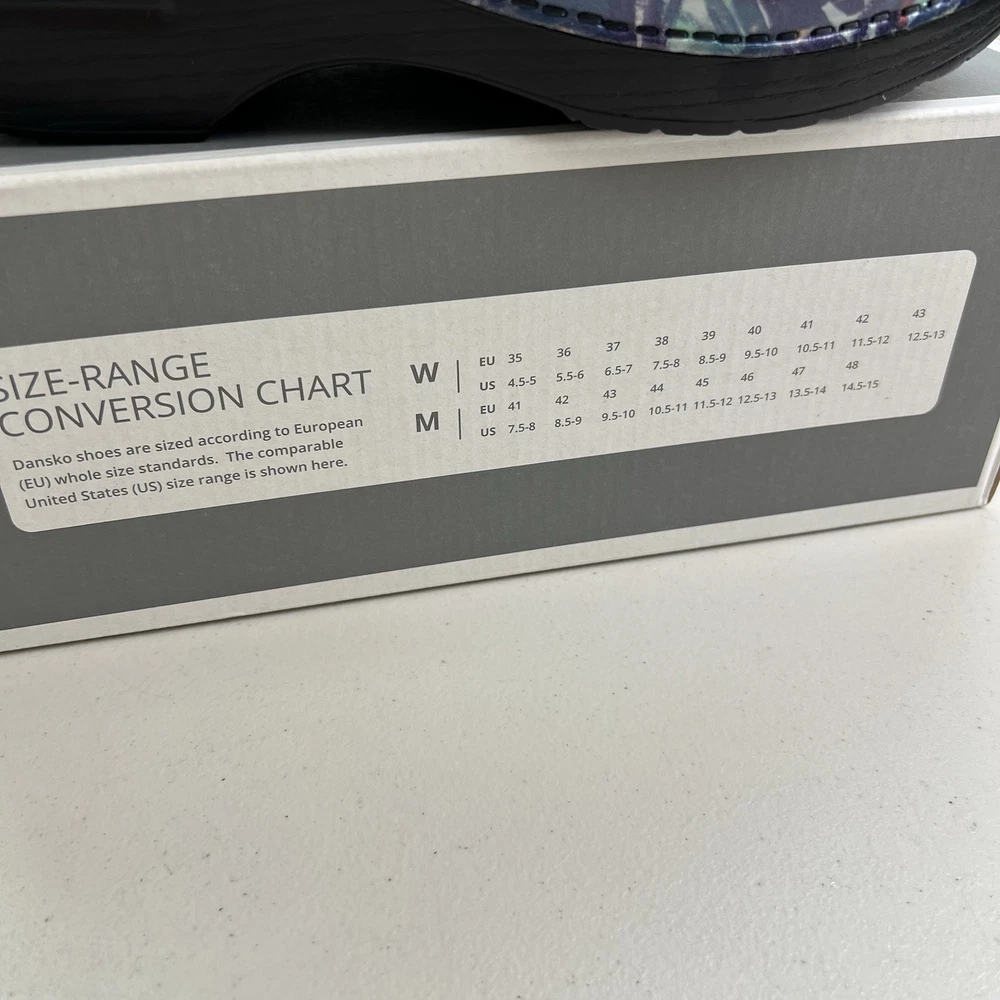 SIZE-RANGE
CONVERSION CHART
Dansko shoes are sized according to European
(EU) whole size standards. The comparable
United States (US) size range is shown here.
W | EU 35 36 37 38 39 40 41 42 43
US 4.5-5 5.5-6 6.5-7 7.5-8 8.5-9 9.5-10 10.5-11 11.5-12 12.5-13
M | EU 41 42 43 44 45 46 47 48
US 7.5-8 8.5-9 9.5-10 10.5-11 11.5-12 12.5-13 13.5-14 14.5-15